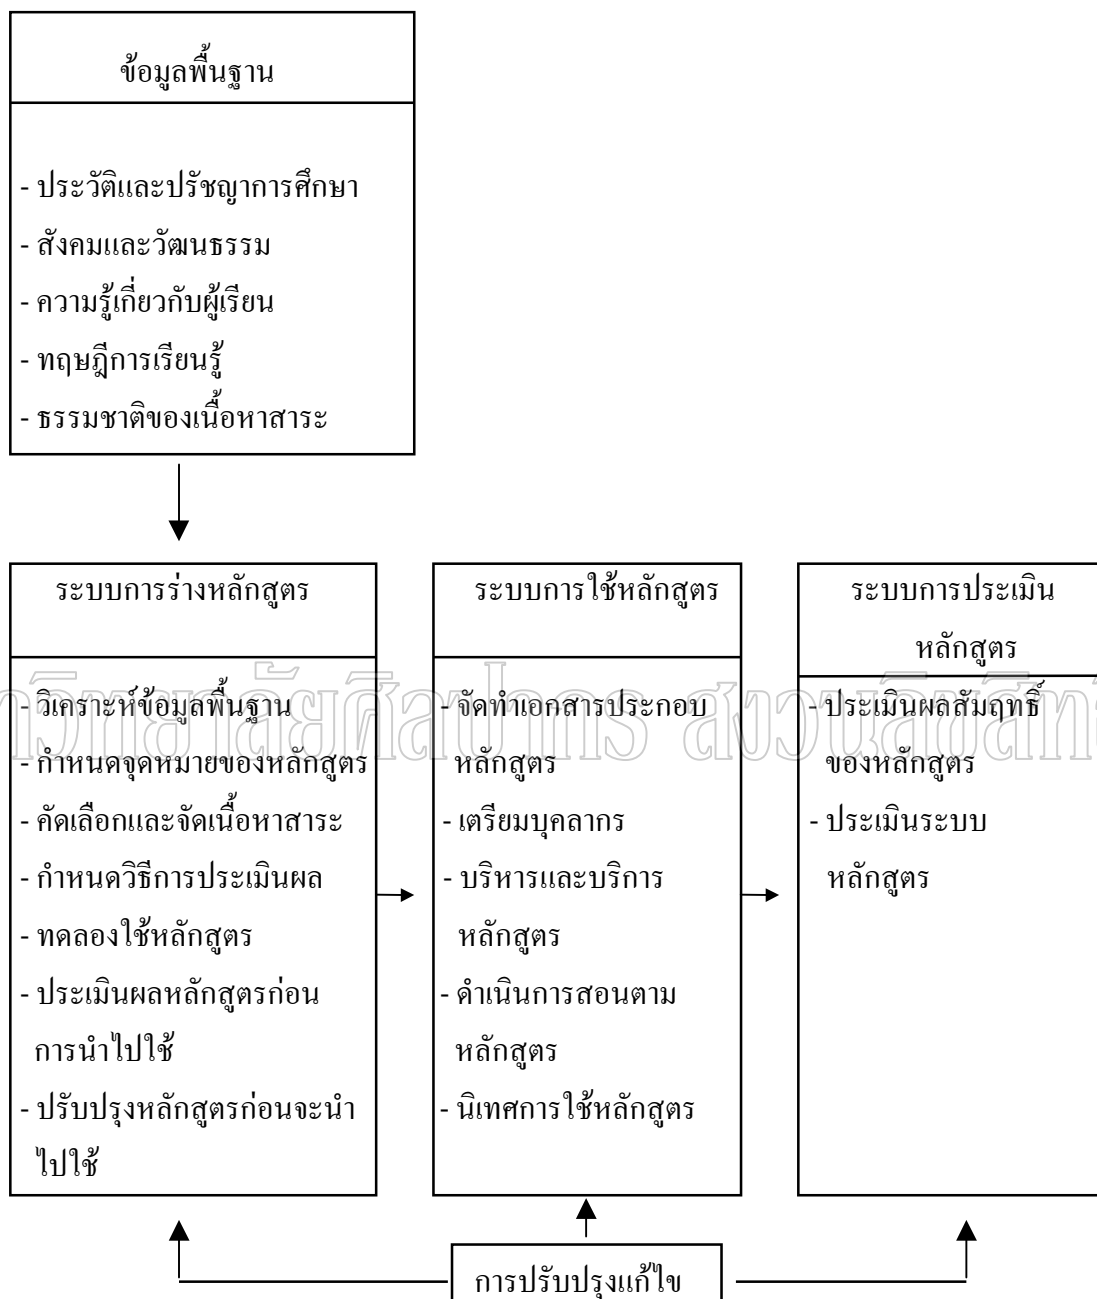 ข้อมูลพื้นฐาน
- ประวัติและปรัชญาการศึกษา
- สังคมและวัฒนธรรม
- ความรู้เกี่ยวกับผู้เรียน
- ทฤษฎีการเรียนรู้
- ธรรมชาติของเนื้อหาสาระ
ระบบการร่างหลักสูตร
- วิเคราะห์ข้อมูลพื้นฐาน
- กำหนดจุดหมายของหลักสูตร
- คัดเลือกและจัดเนื้อหาสาระ
- กำหนดวิธีการประเมินผล
- ทดลองใช้หลักสูตร
- ประเมินผลหลักสูตรก่อน
การนำไปใช้
- ปรับปรุงหลักสูตรก่อนจะนำ
ไปใช้
ระบบการใช้หลักสูตร
- จัดทำเอกสารประกอบ
หลักสูตร
- เตรียมบุคลากร
- บริหารและบริการ
หลักสูตร
- ดำเนินการสอนตาม
หลักสูตร
- นิเทศการใช้หลักสูตร
ระบบการประเมิน
หลักสูตร
- ประเมินผลสัมฤทธิ์
ของหลักสูตร
- ประเมินระบบ
หลักสูตร
การปรับปรุงแก้ไข
วิทยาลัยศิลปากร สงวนลิขสิทธิ์